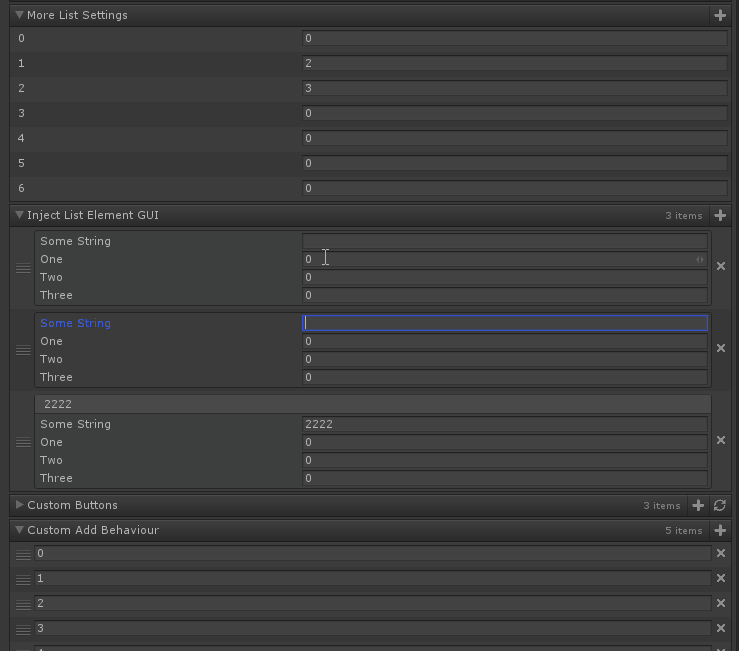 More List Settings
0 0
1 2
2 3
3 0
4 0
5 0
6 0
Inject List Element GUI 3 items
Some String
One 0
Two 0
Three 0
Some String
One 0
Two 0
Three 0
2222
Some String 2222
One 0
Two 0
Three 0
Custom Buttons 3 items
Custom Add Behaviour 5 items
0
1
2
3